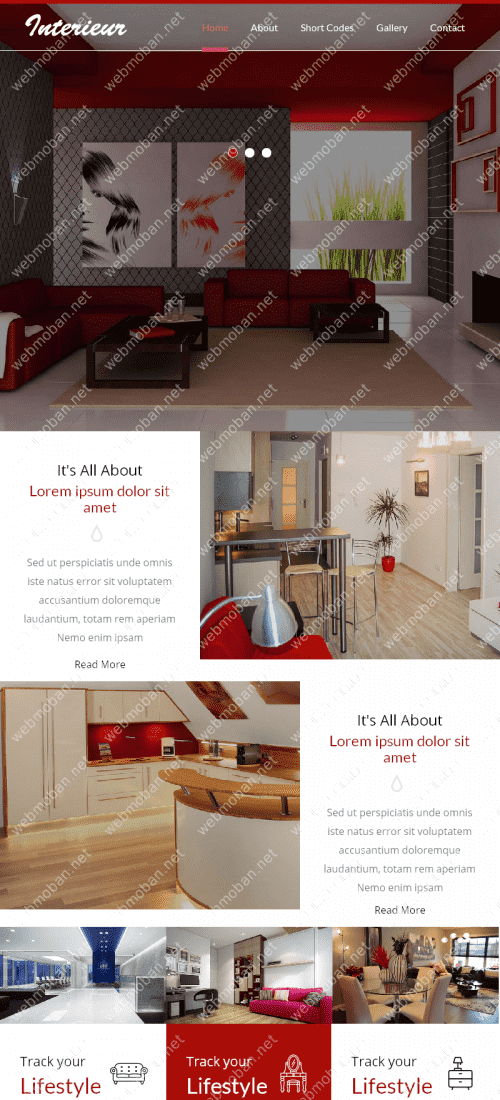 Interieur
Home About Short Codes Gallery Contact
It's All About
Lorem ipsum dolor sit
amet
Sed ut perspiciatis unde omnis
iste natus error sit voluptatem
accusantium doloremque
laudantium, totam rem aperiam
Nemo enim ipsam
Read More
It's All About
Lorem ipsum dolor sit
amet
Sed ut perspiciatis unde omnis
iste natus error sit voluptatem
accusantium doloremque
laudantium, totam rem aperiam
Nemo enim ipsam
Read More
Track your
Lifestyle
Track your
Lifestyle
Track your
Lifestyle
webmoban.net